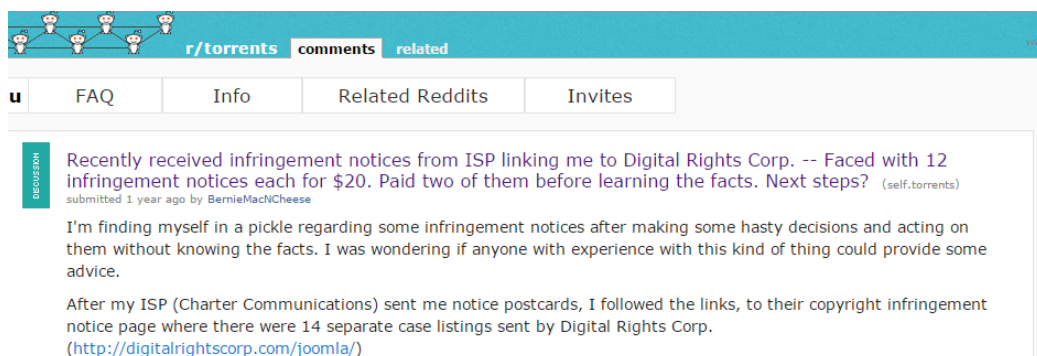 r/torrents comments related
u FAQ Info Related Reddits Invites
DISCUSSION
Recently received infringement notices from ISP linking me to Digital Rights Corp. -- Faced with 12
infringement notices each for $20. Paid two of them before learning the facts. Next steps? (self.torrents)
submitted 1 year ago by BernieMacNCheese
I'm finding myself in a pickle regarding some infringement notices after making some hasty decisions and acting on
them without knowing the facts. I was wondering if anyone with experience with this kind of thing could provide some
advice.
After my ISP (Charter Communications) sent me notice postcards, I followed the links, to their copyright infringement
notice page where there were 14 separate case listings sent by Digital Rights Corp.
(http://digitalrightscorp.com/joomla/)